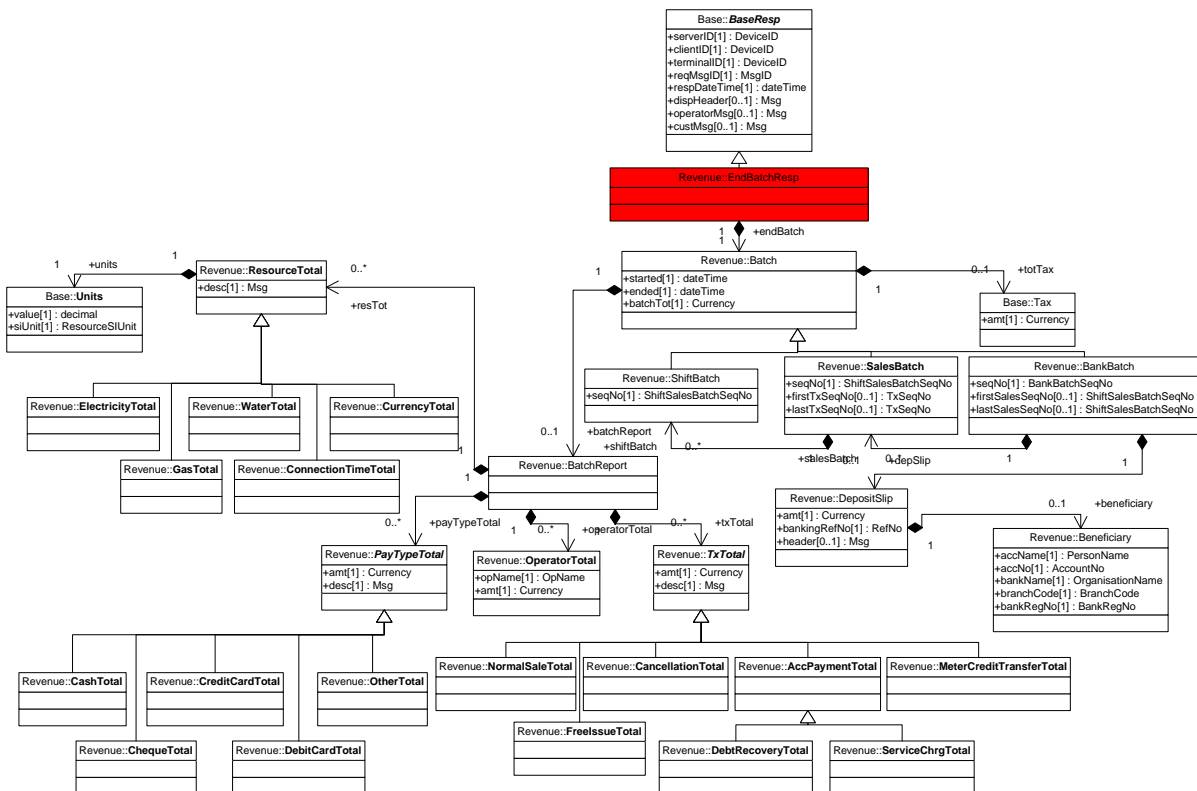 Base::BaseResp
+serverID[1] : DeviceID
+clientID[1] : DeviceID
+terminalID[1] : DeviceID
+reqMsgID[1] : MsgID
+respDateTime[1] : dateTime
+dispHeader[0..1] : Msg
+operatorMsg[0..1] : Msg
+custMsg[0..1] : Msg
Revenue::EndBatchResp
1
+endBatch
1
Revenue::Batch
+started[1] : dateTime
+ended[1] : dateTime
+batchTot[1] : Currency
1
1
0..1
+totTax
Base::Tax
+amt[1] : Currency
1
+units
1
Revenue::ResourceTotal
+desc[1] : Msg
0..*
+resTot
Base::Units
+value[1] : decimal
+siUnit[1] : ResourceSIUnit
Revenue::ShiftBatch
+seqNo[1] : ShiftSalesBatchSeqNo
Revenue::SalesBatch
+seqNo[1] : ShiftSalesBatchSeqNo
+firstTxSeqNo[0..1] : TxSeqNo
+lastTxSeqNo[0..1] : TxSeqNo
Revenue::BankBatch
+seqNo[1] : BankBatchSeqNo
+firstSalesSeqNo[0..1] : ShiftSalesBatchSeqNo
+lastSalesSeqNo[0..1] : ShiftSalesBatchSeqNo
Revenue::ElectricityTotal
Revenue::WaterTotal
Revenue::CurrencyTotal
Revenue::GasTotal
Revenue::ConnectionTimeTotal
0..1
+batchReport
+shiftBatch
0..*
1
+salesBatch
0..1
0..*
+depSlip
1
1
1
1
Revenue::BatchReport
Revenue::DepositSlip
+amt[1] : Currency
+bankingRefNo[1] : RefNo
+header[0..1] : Msg
1
0..1
+beneficiary
Revenue::Beneficiary
+accName[1] : PersonName
+accNo[1] : AccountNo
+bankName[1] : OrganisationName
+branchCode[1] : BranchCode
+bankRegNo[1] : BankRegNo
0..*
+payTypeTotal
1
0..*
+operatorTotal
1
0..*
+txTotal
Revenue::PayTypeTotal
+amt[1] : Currency
+desc[1] : Msg
Revenue::OperatorTotal
+opName[1] : OpName
+amt[1] : Currency
Revenue::TxTotal
+amt[1] : Currency
+desc[1] : Msg
Revenue::CashTotal
Revenue::CreditCardTotal
Revenue::OtherTotal
Revenue::ChequeTotal
Revenue::DebitCardTotal
Revenue::NormalSaleTotal
Revenue::CancellationTotal
Revenue::AccPaymentTotal
Revenue::MeterCreditTransferTotal
Revenue::FreeIssueTotal
Revenue::DebtRecoveryTotal
Revenue::ServiceChrgTotal